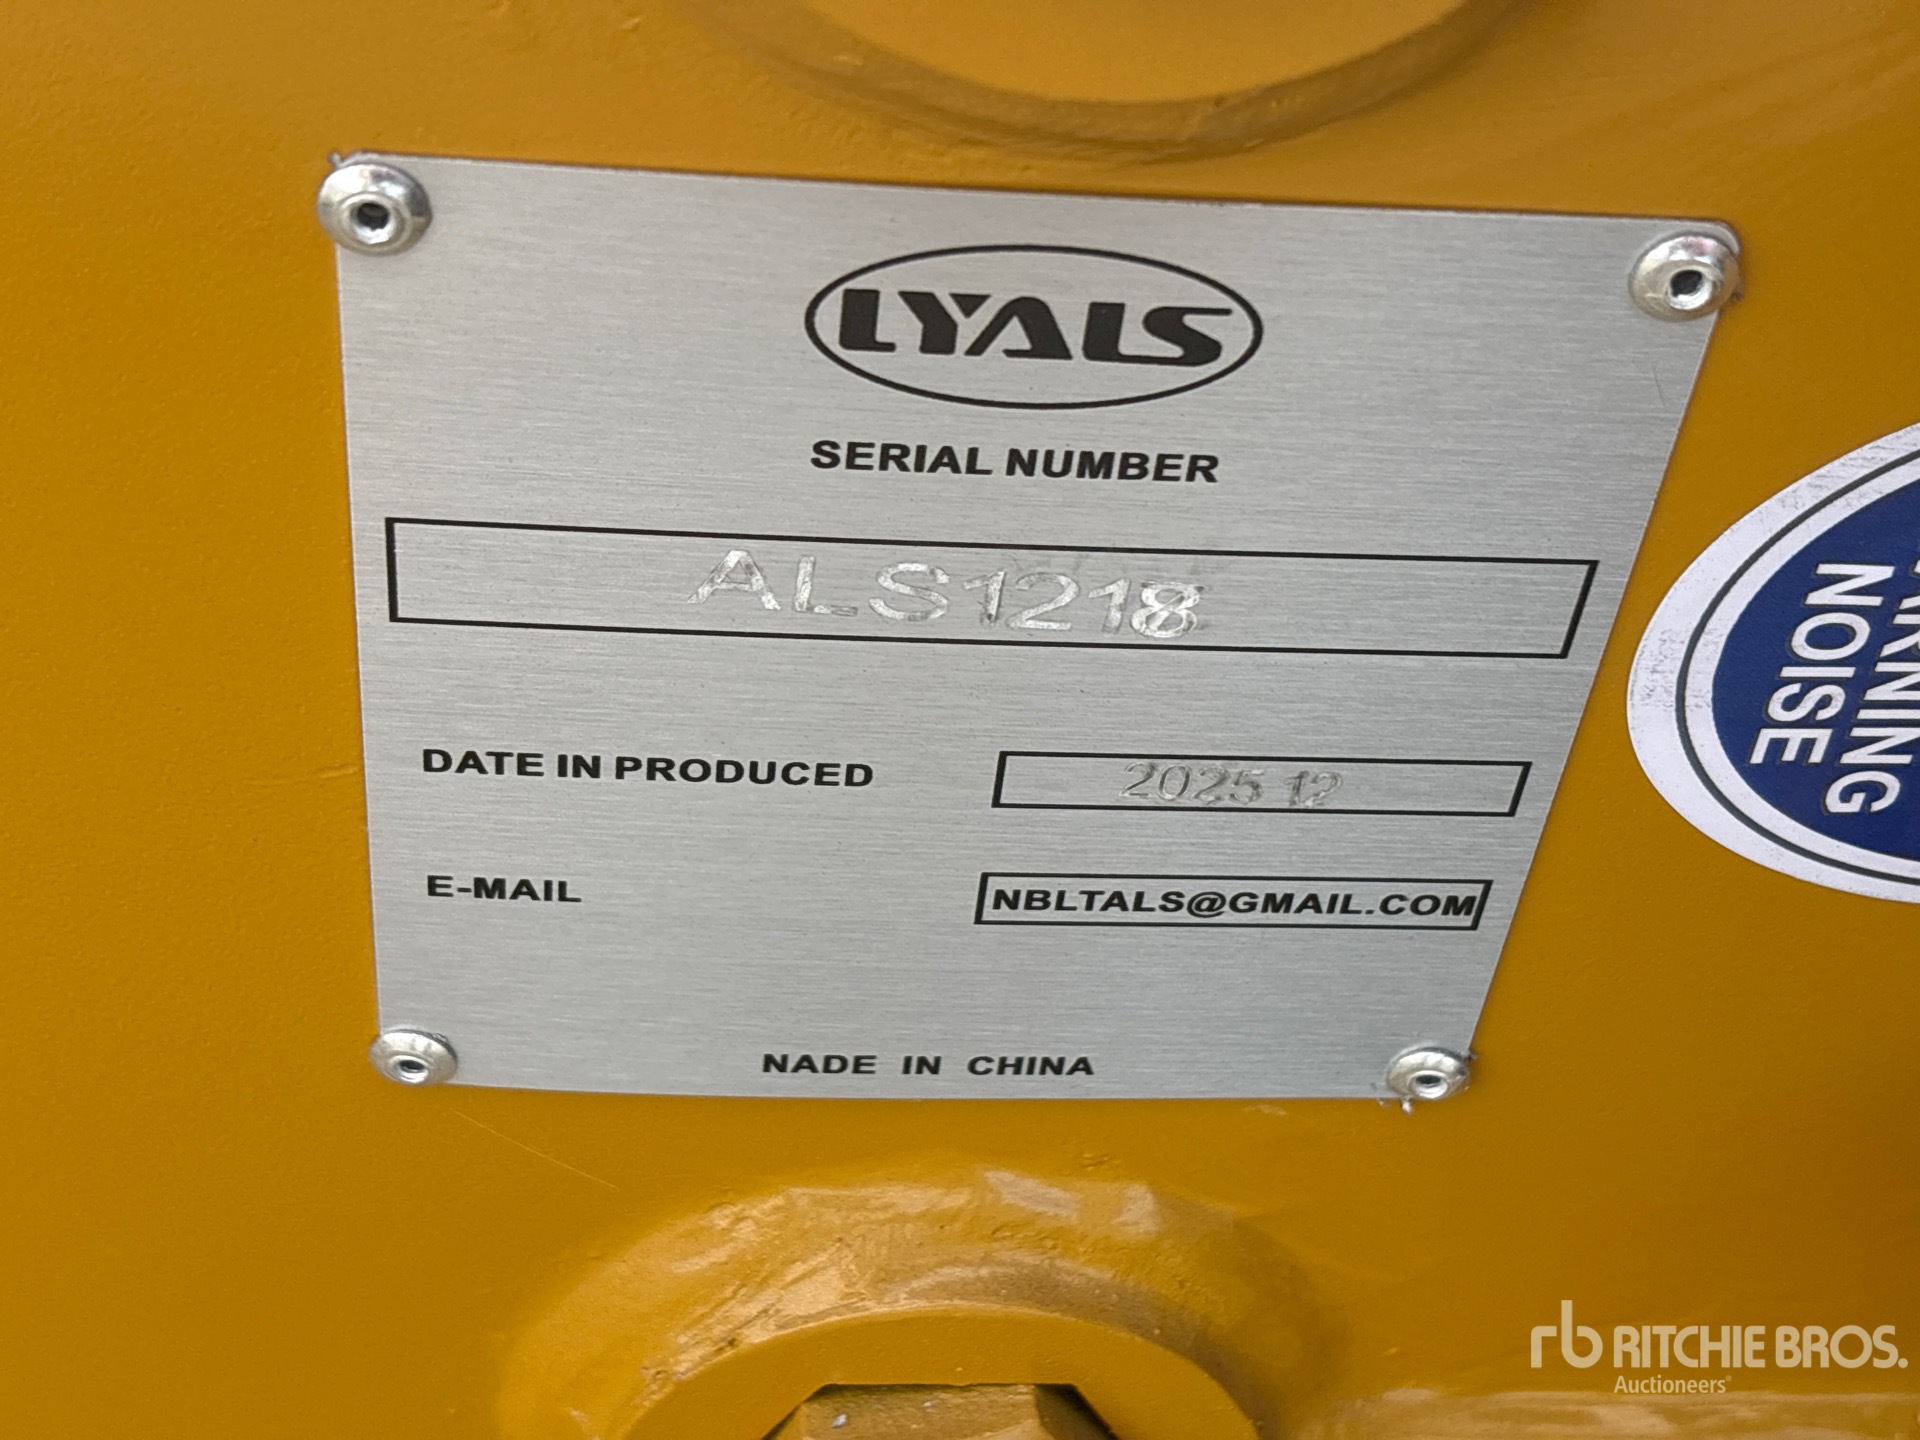 LYALS
SERIAL NUMBER
ALS1218
DATE IN PRODUCED
2025 12
E-MAIL
NBLTALS@GMAIL.COM
NADE IN CHINA
NOISE
rb RITCHIE BROS.
Auctioneers